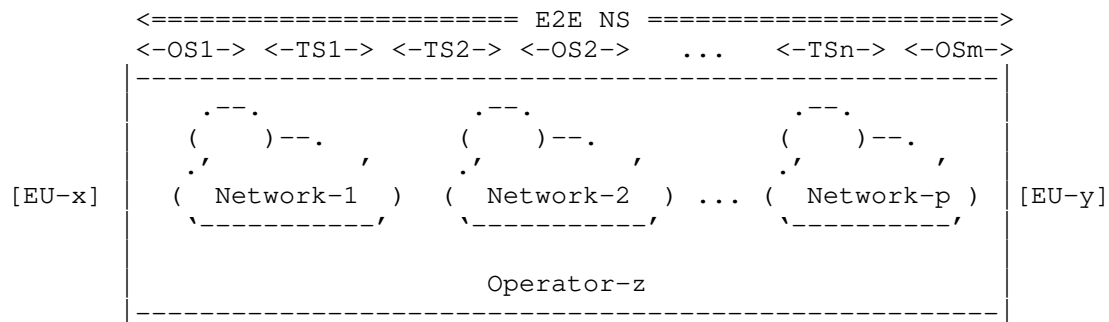 <======================= E2E NS ======================>
<-OS1-> <-TS1-> <-TS2-> <-OS2-> ... <-TSn-> <-OSm->
|-------------------------------------------------------|
.--. .--. .--.
( )--. ( )--. ( )--.
.' ' .' ' .' '
[EU-x] | ( Network-1 ) ( Network-2 ) ... ( Network-p ) |[EU-y]
`-----------' `-----------' `----------'
Operator-z
|-------------------------------------------------------|